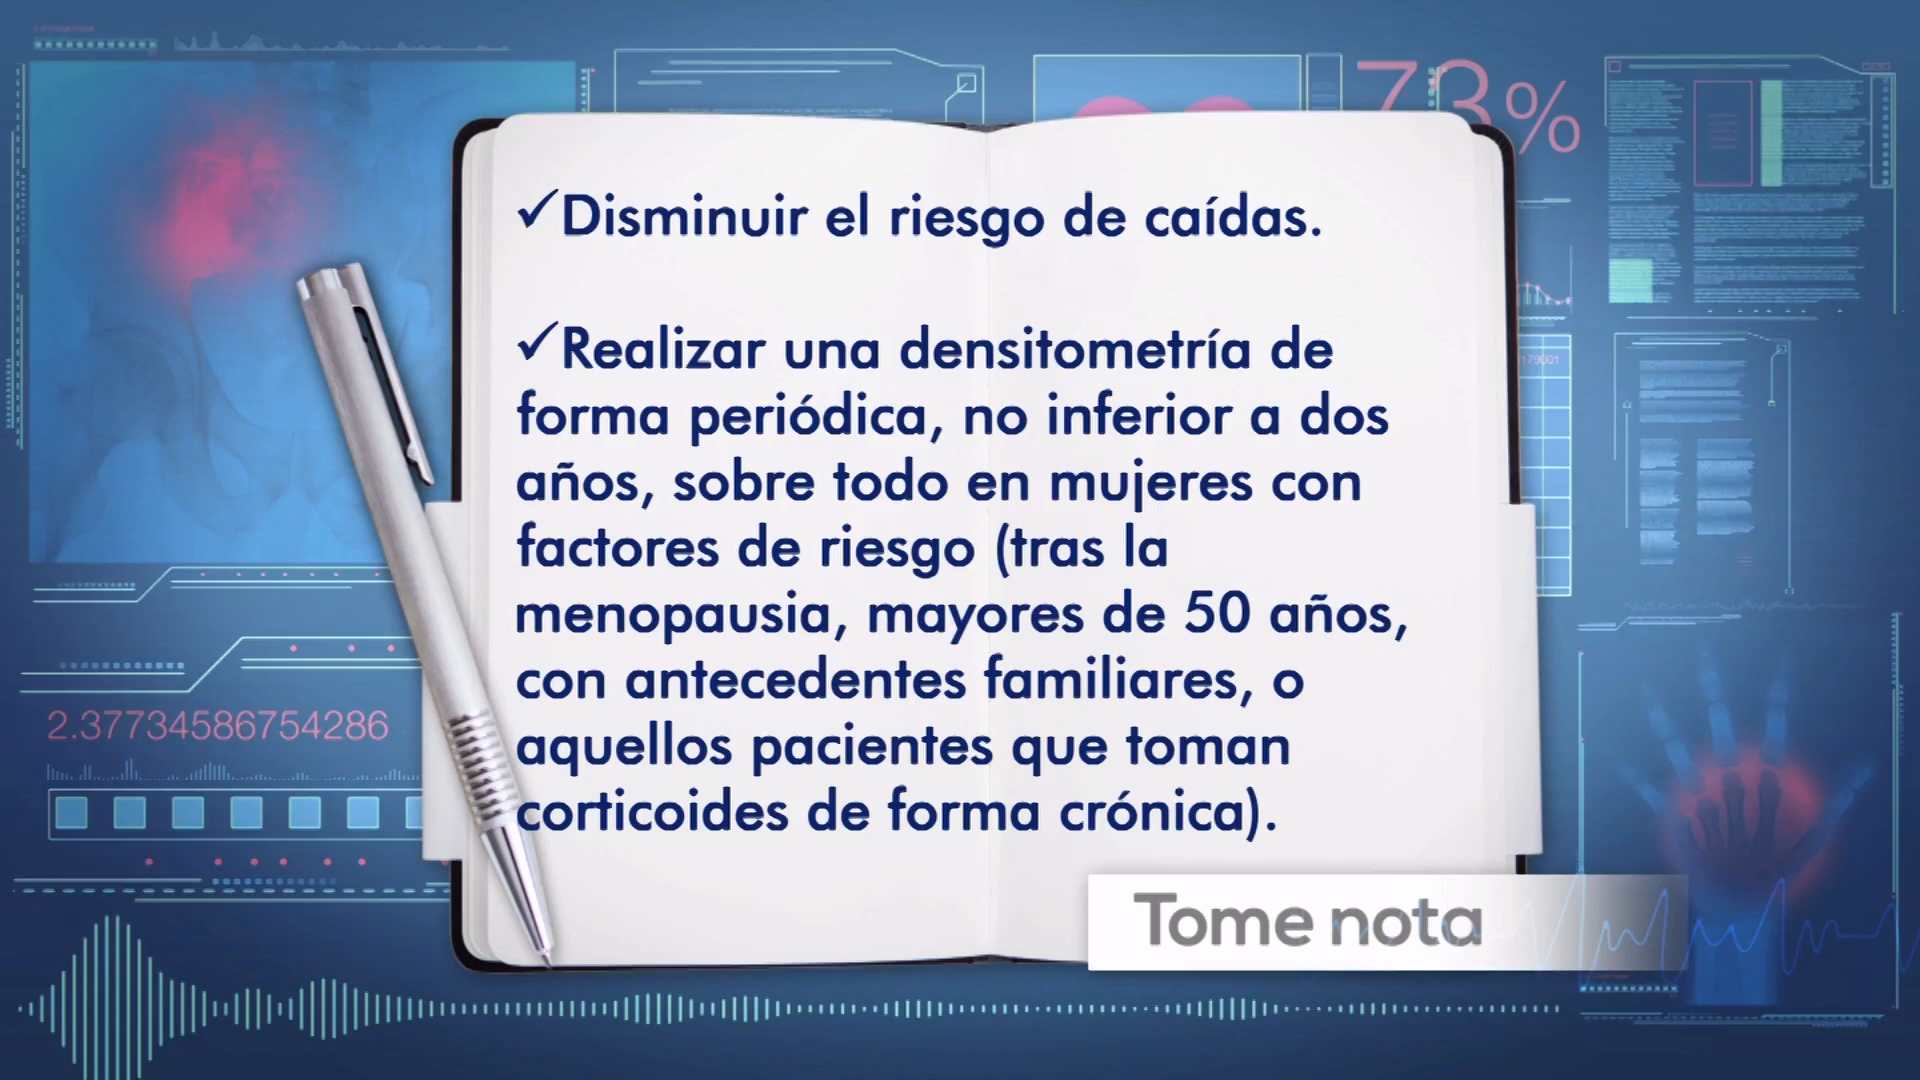 73%
✓Disminuir el riesgo de caídas.
✓Realizar una densitometría de
forma periódica, no inferior a dos
años, sobre todo en mujeres con
factores de riesgo (tras la
menopausia, mayores de 50 años,
con antecedentes familiares, o
aquellos pacientes que toman
corticoides de forma crónica).
2.37734586754286
Tome nota